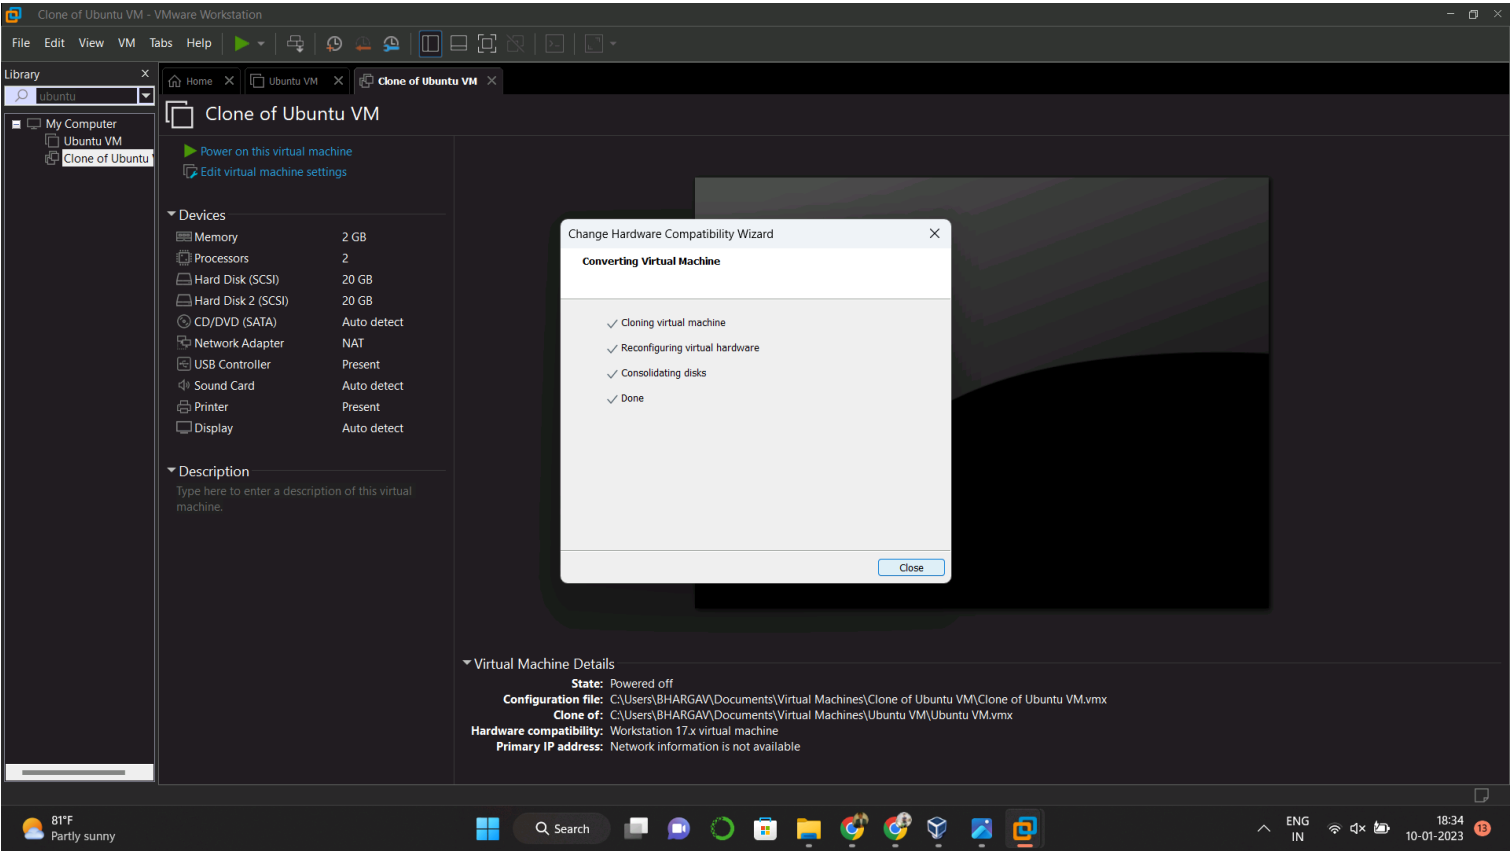 Clone of Ubuntu VM - VMware Workstation
File Edit View VM Tabs Help
Library X
ubuntu
My Computer
Ubuntu VM
Clone of Ubuntu
Home Ubuntu VM Clone of Ubuntu VM
Clone of Ubuntu VM
Power on this virtual machine
Edit virtual machine settings
Devices
Memory 2 GB
Processors 2
Hard Disk (SCSI) 20 GB
Hard Disk 2 (SCSI) 20 GB
CD/DVD (SATA) Auto detect
Network Adapter NAT
USB Controller Present
Sound Card Auto detect
Printer Present
Display Auto detect
Description
Type here to enter a description of this virtual
machine.
Change Hardware Compatibility Wizard
Converting Virtual Machine
Cloning virtual machine
Reconfiguring virtual hardware
Consolidating disks
Done
Close
Virtual Machine Details
State: Powered off
Configuration file: C:\Users\BHARGAV\Documents\Virtual Machines\Clone of Ubuntu VM\Clone of Ubuntu VM.vmx
Clone of: C:\Users\BHARGAV\Documents\Virtual Machines\Ubuntu VM\Ubuntu VM.vmx
Hardware compatibility: Workstation 17.x virtual machine
Primary IP address: Network information is not available
81°F
Partly sunny
Search
ENG
IN
18:34
10-01-2023
13